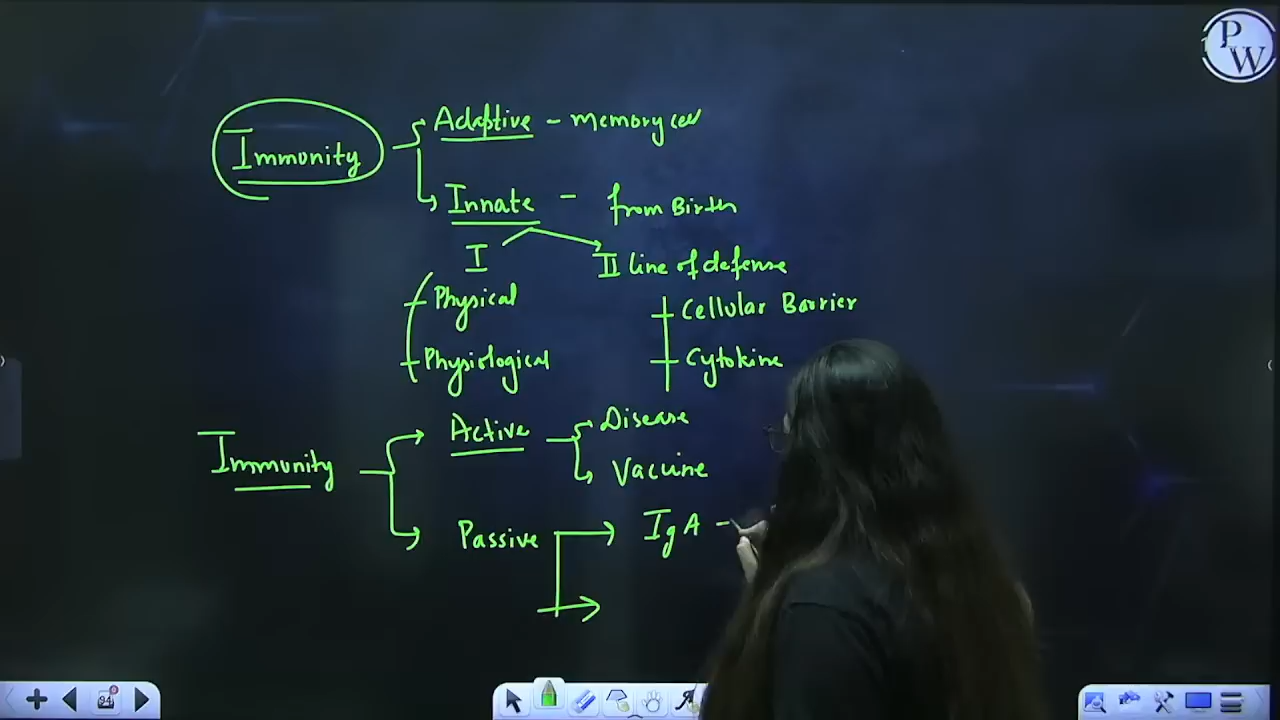 PW
Immunity
Adaptive - memory cell
Innate - from Birth
I
II line of defense
Physical
Cellular Barrier
Physiological
Cytokine
Immunity
Active
Disease
Vaccine
Passive
IgA -
34